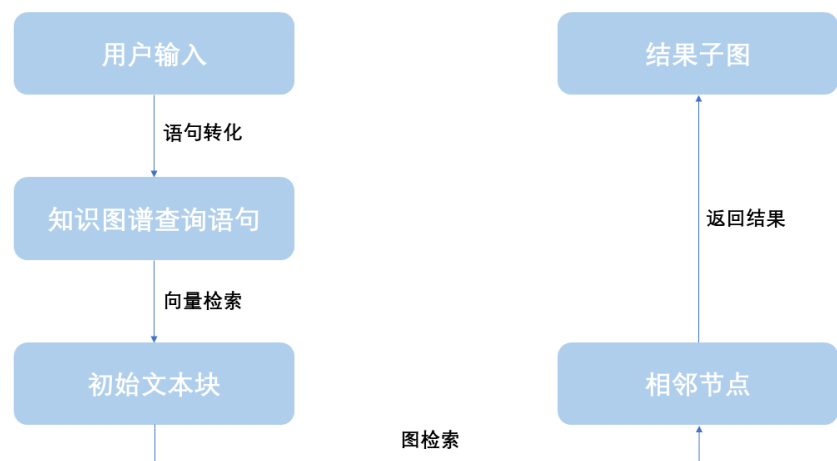 用户输入
语句转化
知识图谱查询语句
向量检索
初始文本块
图检索
相邻节点
返回结果
结果子图